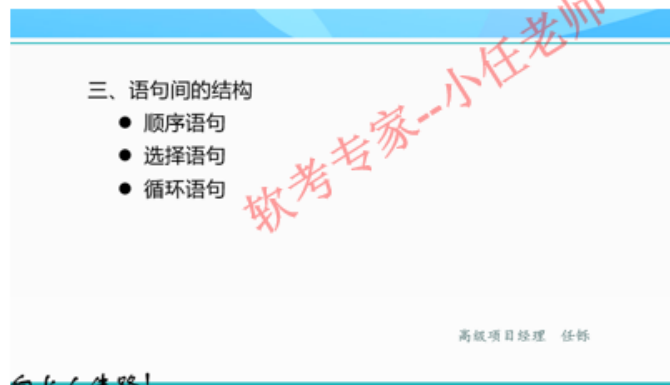 三、语句间的结构
● 顺序语句
● 选择语句
● 循环语句
软考专家--小任老师
高级项目经理 任铄